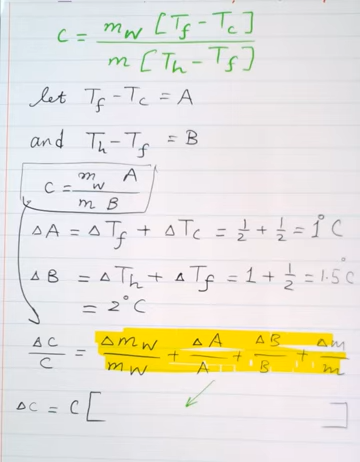 C = m_w [T_f - T_c] / m [T_h - T_f]
let T_f - T_c = A
and T_h - T_f = B
C = m_w A / m B
ΔA = ΔT_f + ΔT_c = 1/2 + 1/2 = 1°C
ΔB = ΔT_h + ΔT_f = 1 + 1/2 = 1.5°C
= 2°C
ΔC/C = Δm_w/m_w + ΔA/A + ΔB/B + Δm/m
ΔC = C [ ]